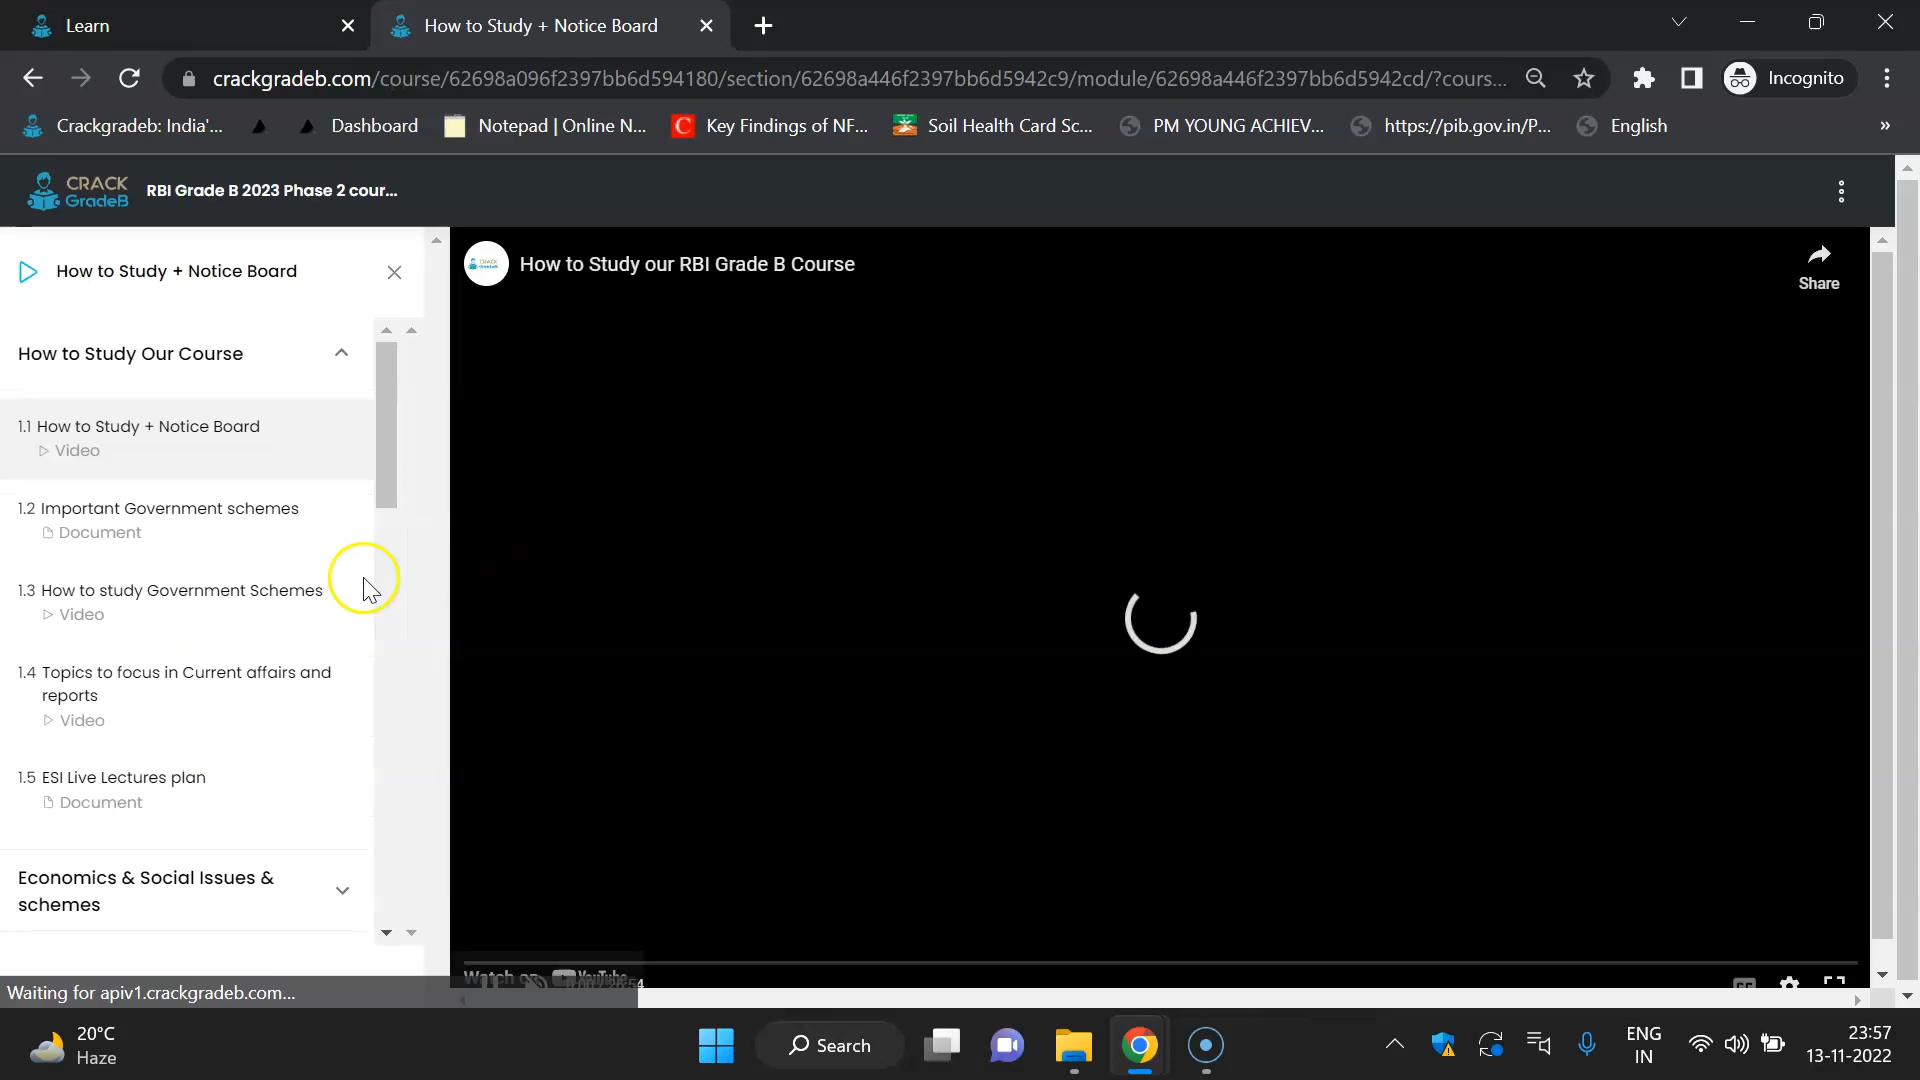 Learn
How to Study + Notice Board
crackgradeb.com/course/62698a096f2397bb6d594180/section/62698a446f2397bb6d5942c9/module/62698a446f2397bb6d5942cd/?cours...
Incognito
Crackgradeb: India'...
Dashboard
Notepad | Online N...
Key Findings of NF...
Soil Health Card Sc...
PM YOUNG ACHIEV...
https://pib.gov.in/P...
English
»
CRACK
GradeB
RBI Grade B 2023 Phase 2 cour...
How to Study + Notice Board
How to Study our RBI Grade B Course
Share
How to Study Our Course
1.1 How to Study + Notice Board
Video
1.2 Important Government schemes
Document
1.3 How to study Government Schemes
Video
1.4 Topics to focus in Current affairs and
reports
Video
1.5 ESI Live Lectures plan
Document
Economics & Social Issues &
schemes
Watch on YouTube
Waiting for apiv1.crackgradeb.com...
20°C
Haze
Search
ENG
IN
23:57
13-11-2022